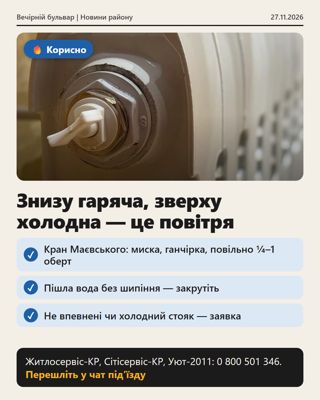 Вечірній бульвар | Новини району
27.11.2026
Корисно
Знизу гаряча, зверху
холодна — це повітря
Кран Маєвського: миска, ганчірка, повільно ¼–1
оберт
Пішла вода без шипіння — закрутіть
Не впевнені чи холодний стояк — заявка
Житлосервіс-КР, Сітісервіс-КР, Уют-2011: 0 800 501 346.
Перешліть у чат під’їзду